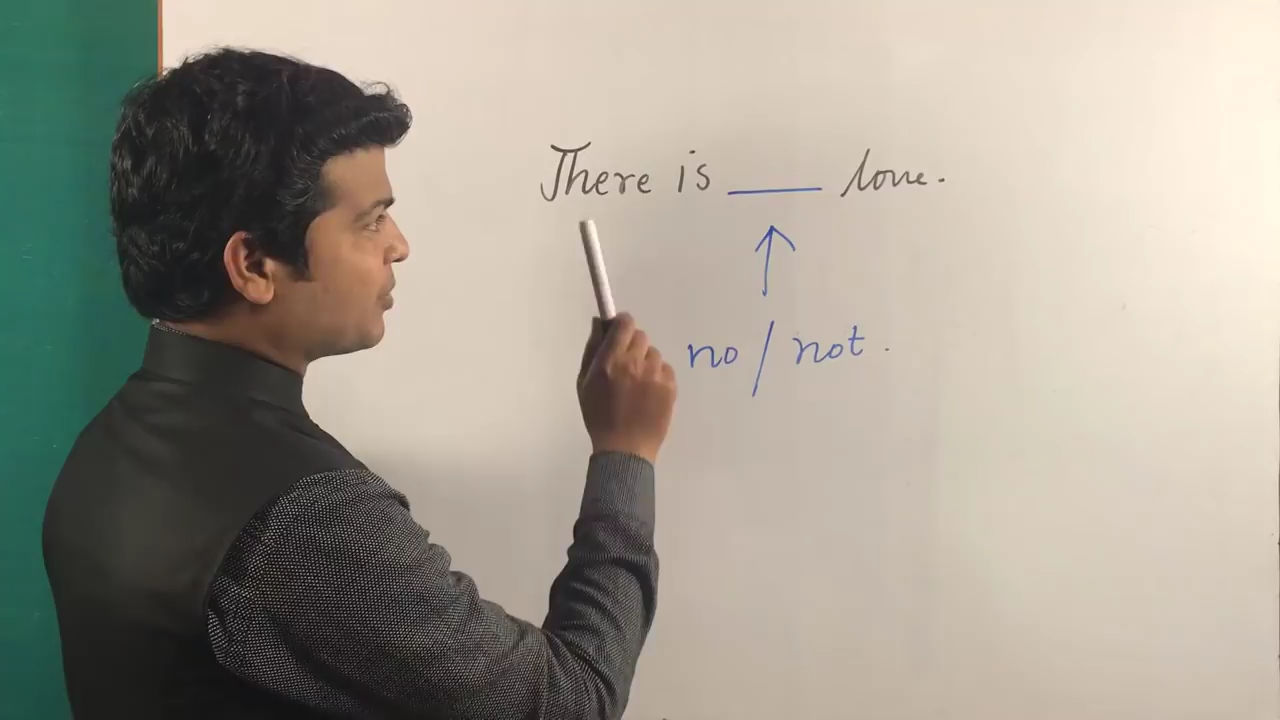 There is ___ love.
no / not.